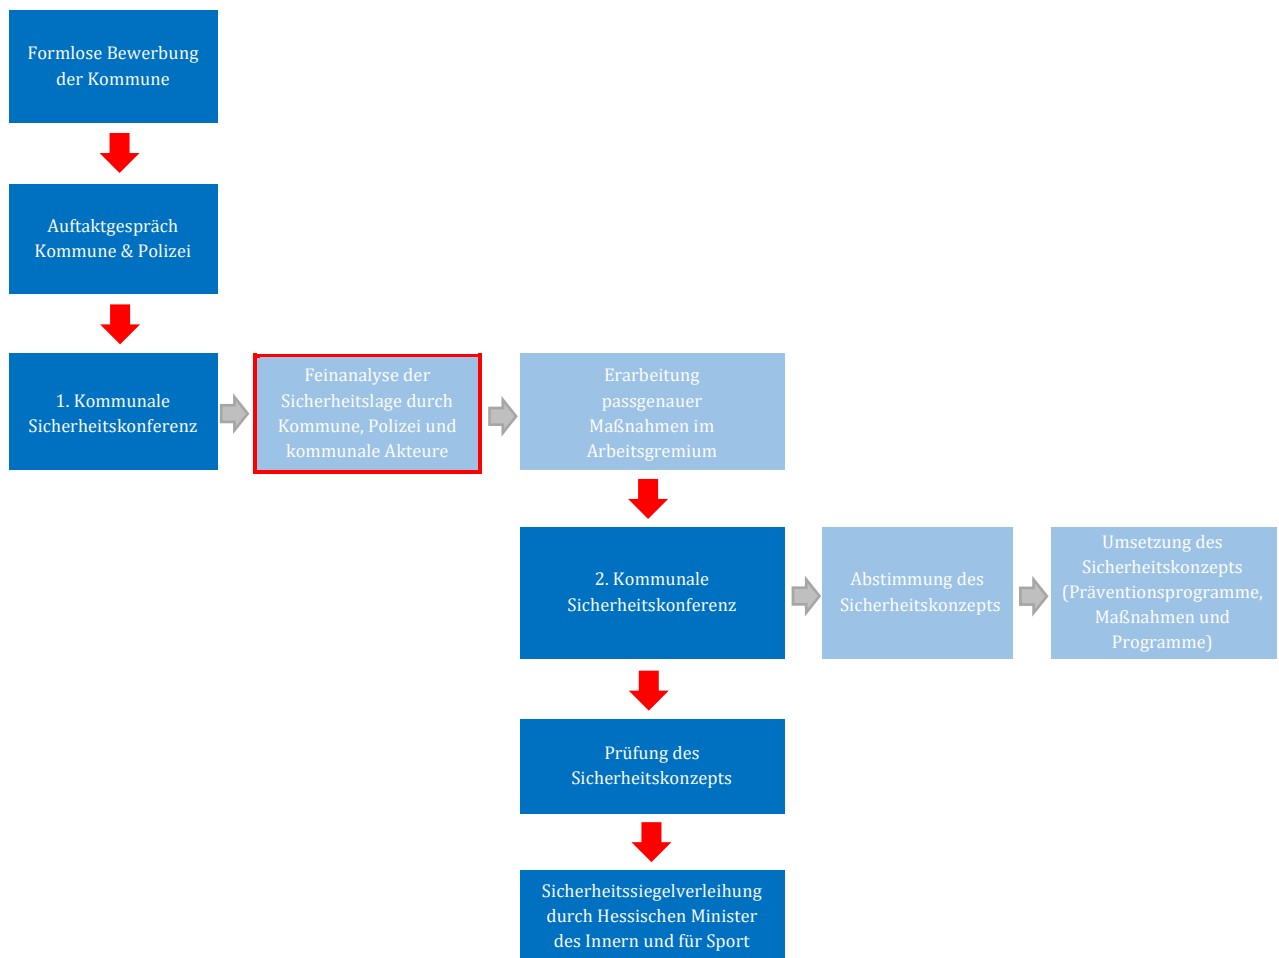 Formlose Bewerbung
der Kommune
Auftaktgespräch
Kommune & Polizei
1. Kommunale
Sicherheitskonferenz
Feinanalyse der
Sicherheitslage durch
Kommune, Polizei und
kommunale Akteure
Erarbeitung
passgenauer
Maßnahmen im
Arbeitsgremium
2. Kommunale
Sicherheitskonferenz
Abstimmung des
Sicherheitskonzepts
Umsetzung des
Sicherheitskonzepts
(Präventionsprogramme,
Maßnahmen und
Programme)
Prüfung des
Sicherheitskonzepts
Sicherheitssiegelverleihung
durch Hessischen Minister
des Innern und für Sport